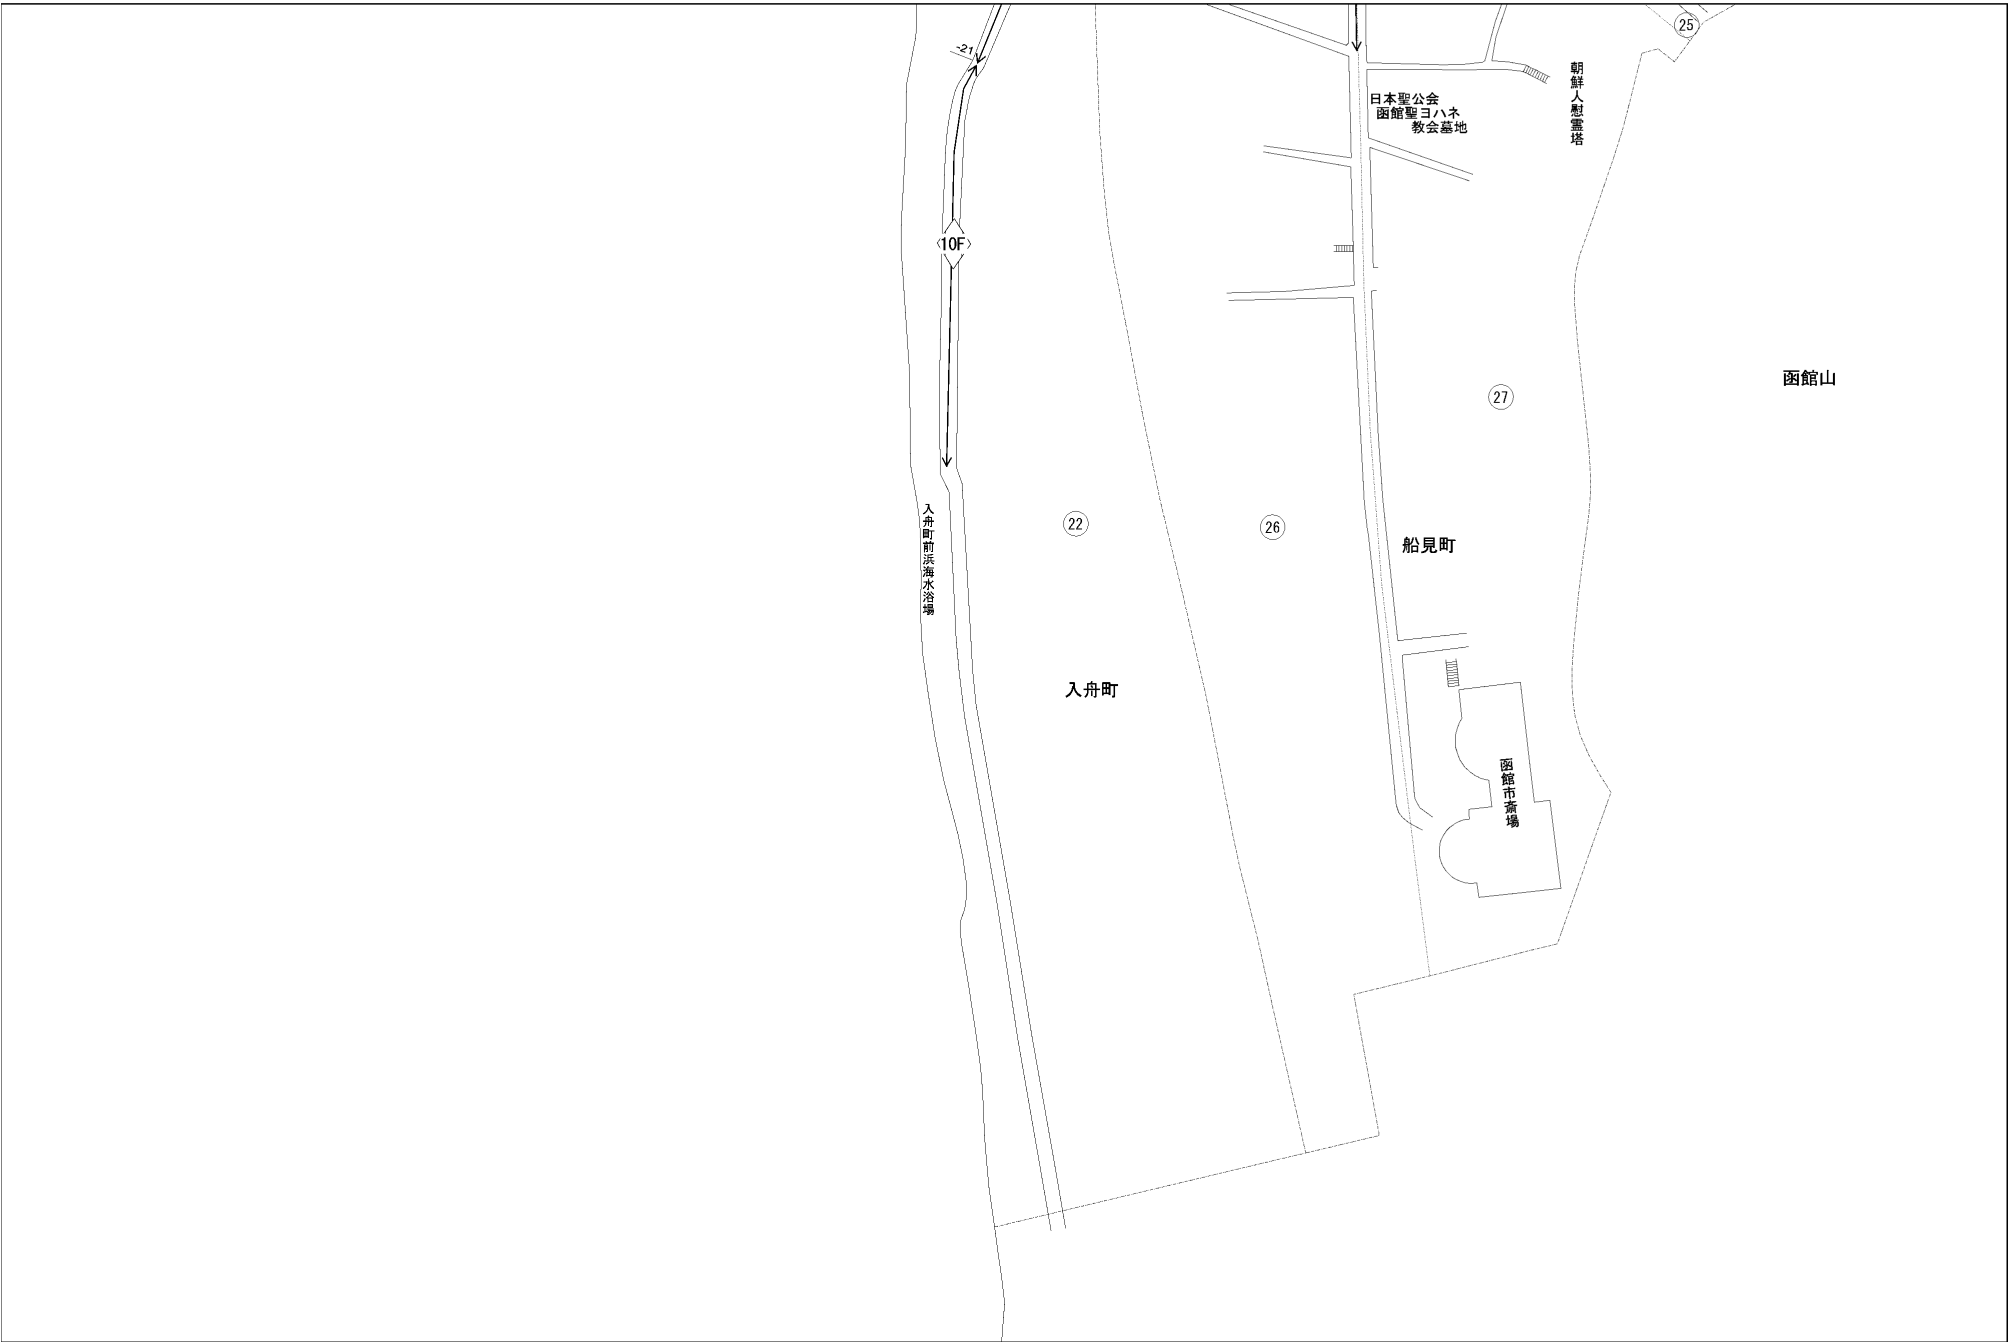 25
-21
朝鮮人慰霊塔
日本聖公会
函館聖ヨハネ
教会墓地
10F
函館山
27
入舟町前浜海水浴場
22
26
船見町
入舟町
函館市斎場